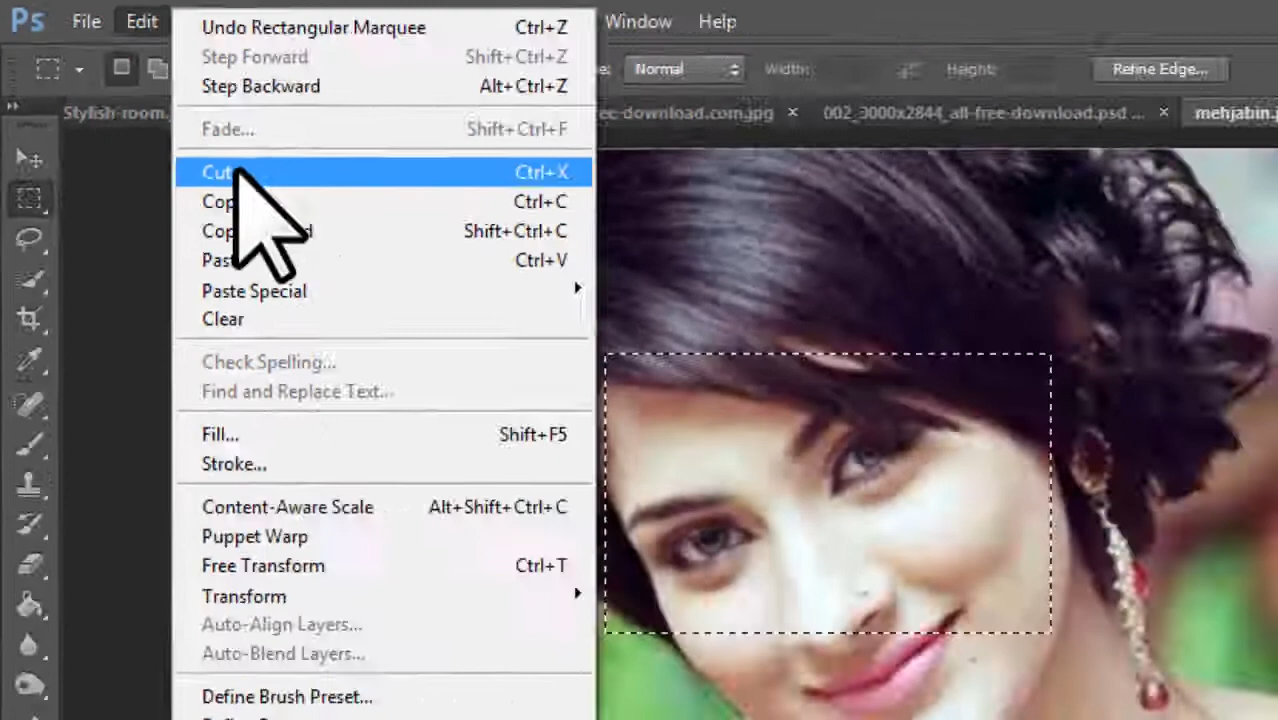 Ps File Edit Window Help
Undo Rectangular Marquee Ctrl+Z
Step Forward Shift+Ctrl+Z
Step Backward Alt+Ctrl+Z
Normal Width: Height: Refine Edge...
Stylish-room. ee-download.com.jpg × 002_3000x2844_all-free-download.psd ... × mehjabin.j
Fade... Shift+Ctrl+F
Cut Ctrl+X
Cop Ctrl+C
Cop d Shift+Ctrl+C
Past Ctrl+V
Paste Special
Clear
Check Spelling...
Find and Replace Text...
Fill... Shift+F5
Stroke...
Content-Aware Scale Alt+Shift+Ctrl+C
Puppet Warp
Free Transform Ctrl+T
Transform
Auto-Align Layers...
Auto-Blend Layers...
Define Brush Preset...